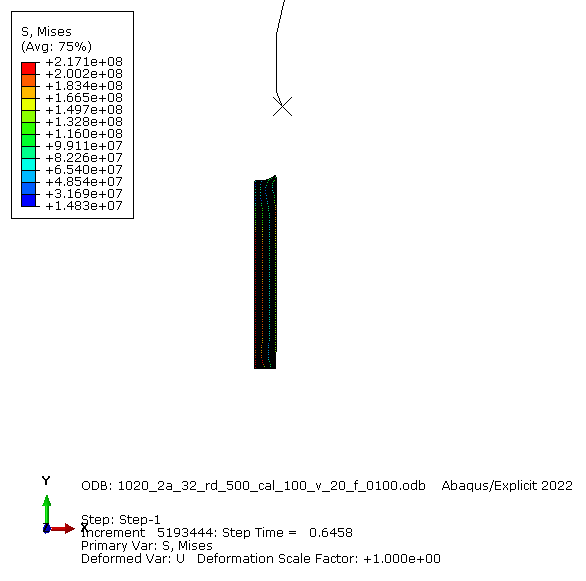 S, Mises
(Avg: 75%)
+2.171e+08
+2.002e+08
+1.834e+08
+1.665e+08
+1.497e+08
+1.328e+08
+1.160e+08
+9.911e+07
+8.226e+07
+6.540e+07
+4.854e+07
+3.169e+07
+1.483e+07
Y
X
ODB: 1020_2a_32_rd_500_cal_100_v_20_f_0100.odb Abaqus/Explicit 2022
Step: Step-1
Increment 5193444: Step Time = 0.6458
Primary Var: S, Mises
Deformed Var: U Deformation Scale Factor: +1.000e+00